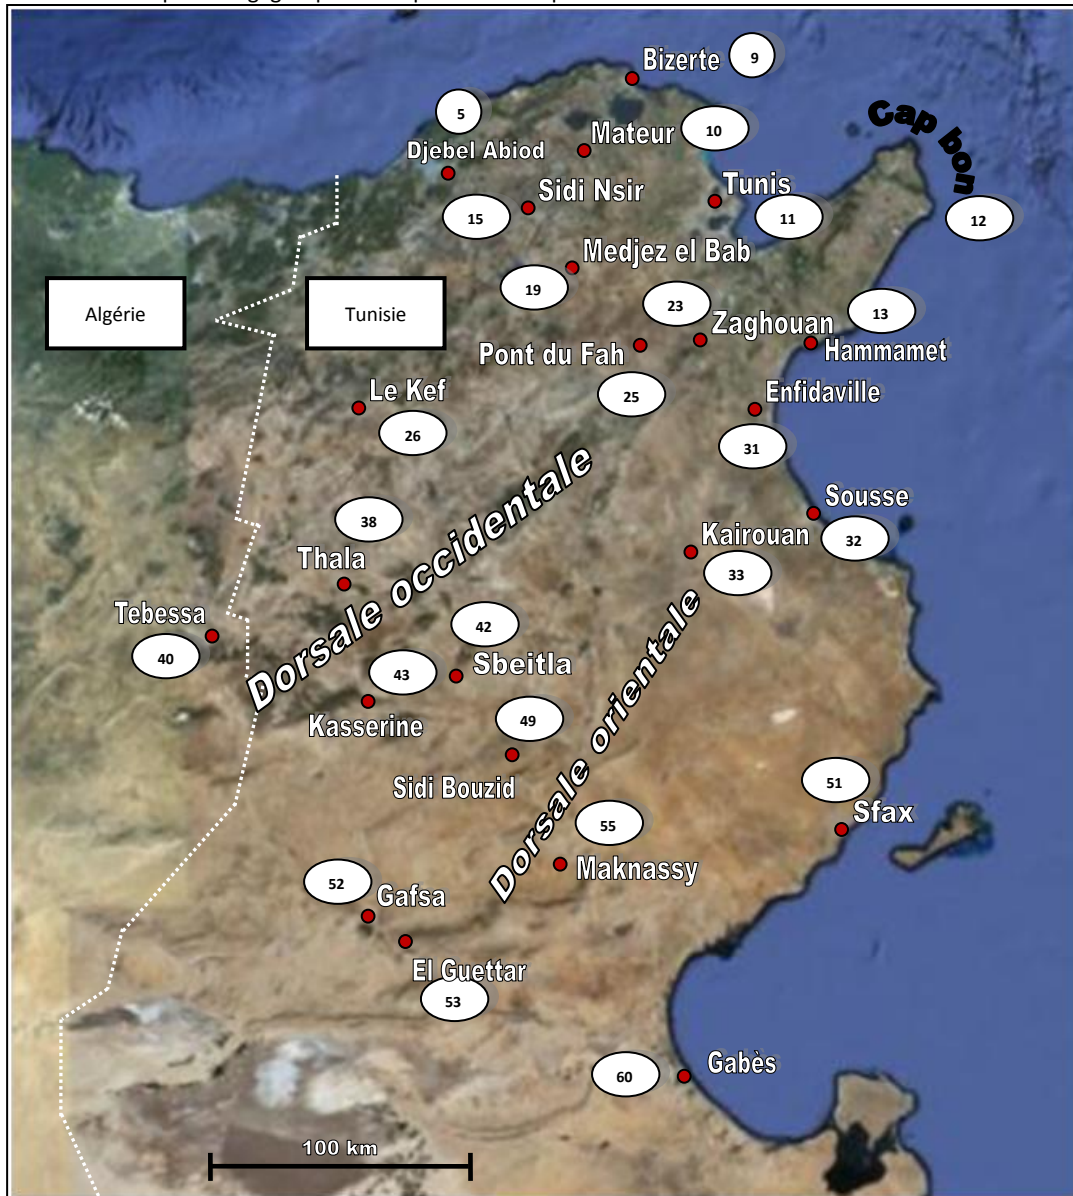 Bizerte
9
5
Cap bon
10
Mateur
Djebel Abiod
Tunis
Sidi Nsir
15
11
12
Medjez el Bab
19
23
13
Algérie
Tunisie
Zaghouan
Pont du Fah
Hammamet
Le Kef
25
Enfidaville
26
31
Dorsale occidentale
Sousse
38
Kairouan
32
Thala
33
Tebessa
42
40
43
Sbeitla
Dorsale orientale
Kasserine
49
Sidi Bouzid
51
Sfax
55
Maknassy
52
Gafsa
El Guettar
53
60
Gabès
100 km